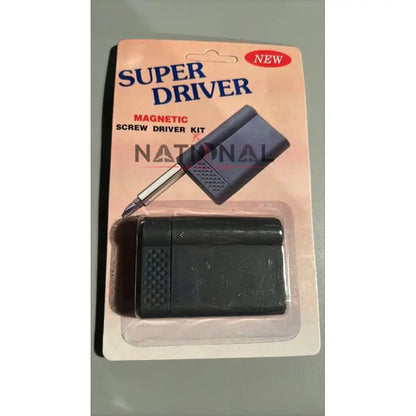 NEW
SUPER
DRIVER
MAGNETIC
SCREW DRIVER KIT
NATIONAL